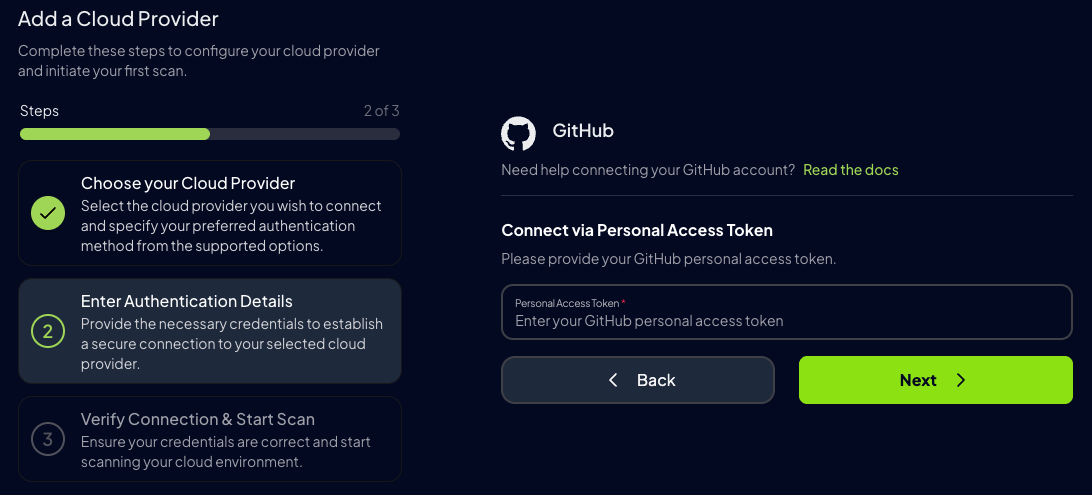 Add a Cloud Provider
Complete these steps to configure your cloud provider
and initiate your first scan.
Steps
2 of 3
Choose your Cloud Provider
Select the cloud provider you wish to connect
and specify your preferred authentication
method from the supported options.
2
Enter Authentication Details
Provide the necessary credentials to establish
a secure connection to your selected cloud
provider.
3
Verify Connection & Start Scan
Ensure your credentials are correct and start
scanning your cloud environment.
GitHub
Need help connecting your GitHub account? Read the docs
Connect via Personal Access Token
Please provide your GitHub personal access token.
Personal Access Token *
Enter your GitHub personal access token
Back
Next